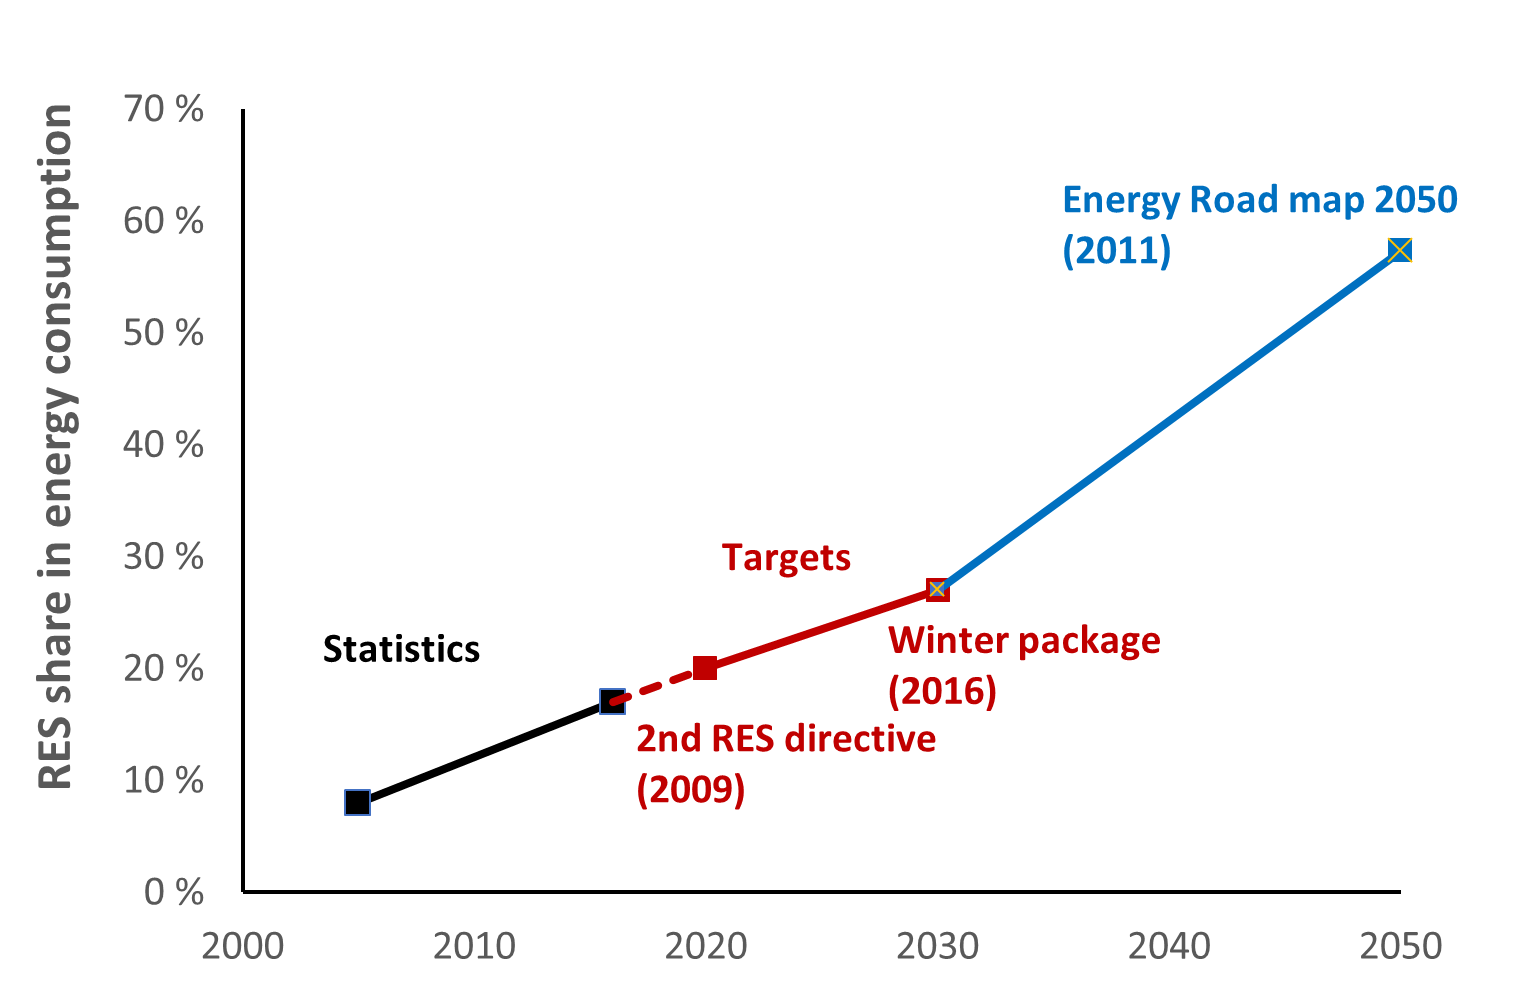 RES share in energy consumption
70 %
60 %
50 %
40 %
30 %
20 %
10 %
0 %
Energy Road map 2050
(2011)
Targets
Winter package
(2016)
Statistics
2nd RES directive
(2009)
2000
2010
2020
2030
2040
2050